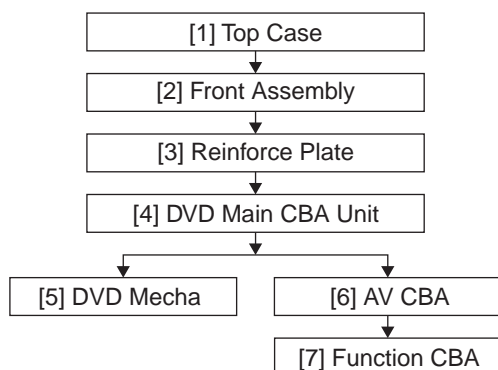 [1] Top Case
[2] Front Assembly
[3] Reinforce Plate
[4] DVD Main CBA Unit
[5] DVD Mecha
[6] AV CBA
[7] Function CBA